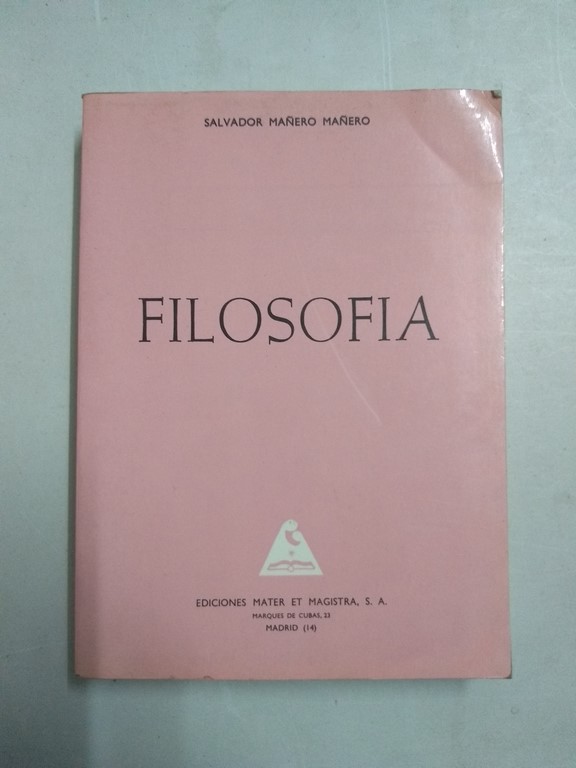 SALVADOR MAÑERO MAÑERO
FILOSOFIA
EDICIONES MATER ET MAGISTRA, S. A.
MARQUES DE CUBAS, 23
MADRID (14)